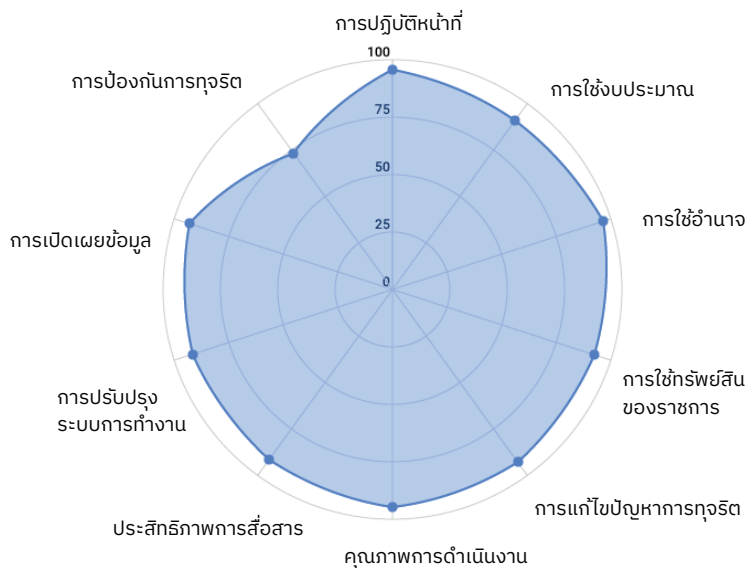 การปฏิบัติหน้าที่
100
การป้องกันการทุจริต
การใช้งบประมาณ
75
50
การใช้อำนาจ
25
การเปิดเผยข้อมูล
0
การใช้ทรัพย์สิน
ของราชการ
การปรับปรุง
ระบบการทำงาน
การแก้ไขปัญหาการทุจริต
ประสิทธิภาพการสื่อสาร
คุณภาพการดำเนินงาน